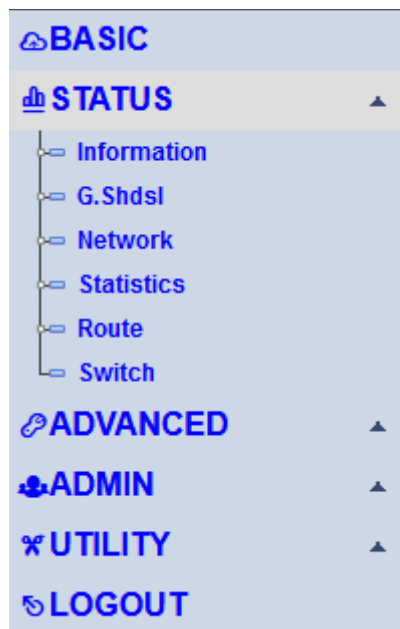 BASIC
STATUS
Information
G.Shdsl
Network
Statistics
Route
Switch
ADVANCED
ADMIN
UTILITY
LOGOUT